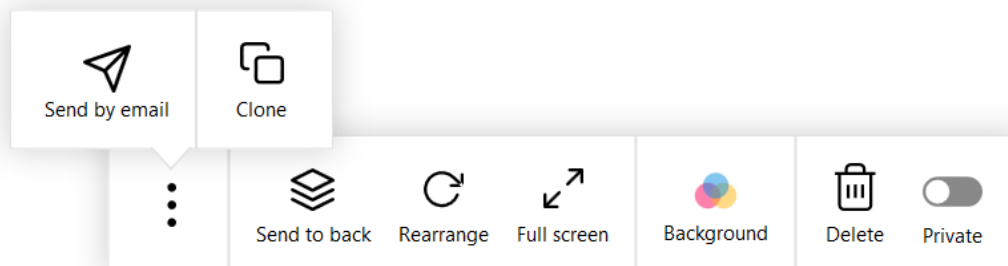 Send by email
Clone
Send to back
Rearrange
Full screen
Background
Delete
Private